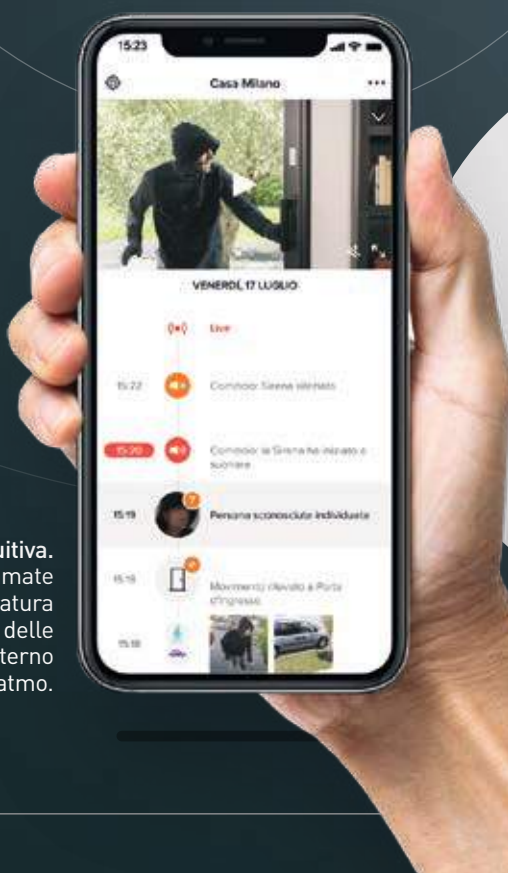 15:23
Casa Milano
VENERDÌ, 17 LUGLIO
Live
15:22
Corridoio: Sirena
15:20
Corridoio: la Sirena ha iniziato a
suonare
15:19
Persona sconosciuta individuata
15:19
Movimento rilevato a Porta
d'Ingresso
15:18
uitiva.
mate
atura
delle
terno
atmo.